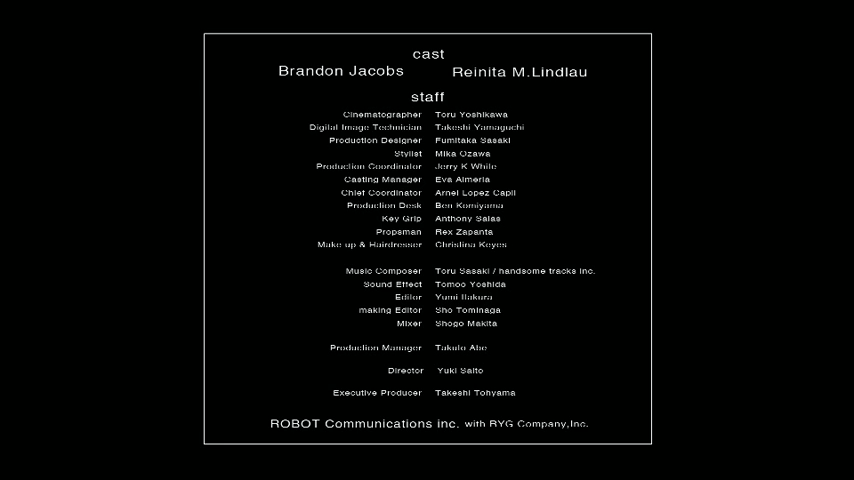 cast
Brandon Jacobs Reinita M.Lindlau
staff
Cinematographer Toru Yoshikawa
Digital Image Technician Takeshi Yamaguchi
Production Designer Fumitaka Sasaki
Stylist Mika Ozawa
Production Coordinator Jerry K White
Casting Manager Eva Almeria
Chief Coordinator Arnel Lopez Capli
Production Desk Ben Komiyama
Key Grip Anthony Salas
Propsman Rex Zapanta
Make up & Hairdresser Christina Keyes
Music Composer Toru Sasaki / handsome tracks inc.
Sound Effect Tomoo Yoshida
Editor Yumi Itakura
making Editor Sho Tominaga
Mixer Shogo Makita
Production Manager Takuto Abe
Director Yuki Saito
Executive Producer Takeshi Tohyama
ROBOT Communications inc. with RYG Company,Inc.